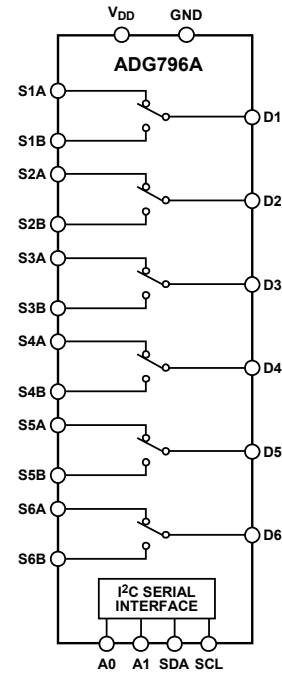 VDD GND
ADG796A
S1A
D1
S1B
S2A
D2
S2B
S3A
D3
S3B
S4A
D4
S4B
S5A
D5
S5B
S6A
D6
S6B
I2C SERIAL
INTERFACE
A0 A1 SDA SCL